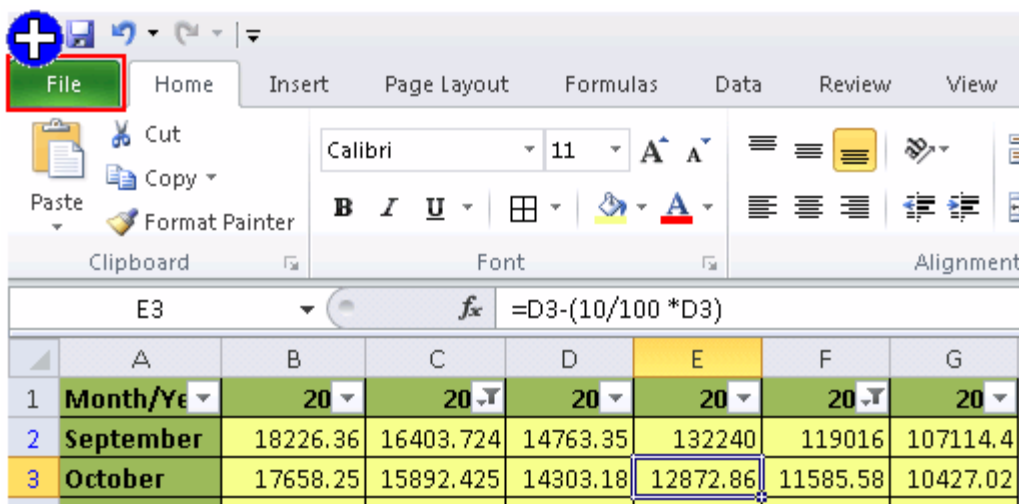 File Home Insert Page Layout Formulas Data Review View
Cut
Calibri 11 A A
Copy
Paste
B I U A
Format Painter
Clipboard Font Alignment
E3 fx =D3-(10/100 *D3)
A B C D E F G
1 Month/Ye 20 20 20 20 20 20
2 September 18226.36 16403.724 14763.35 132240 119016 107114.4
3 October 17658.25 15892.425 14303.18 12872.86 11585.58 10427.02